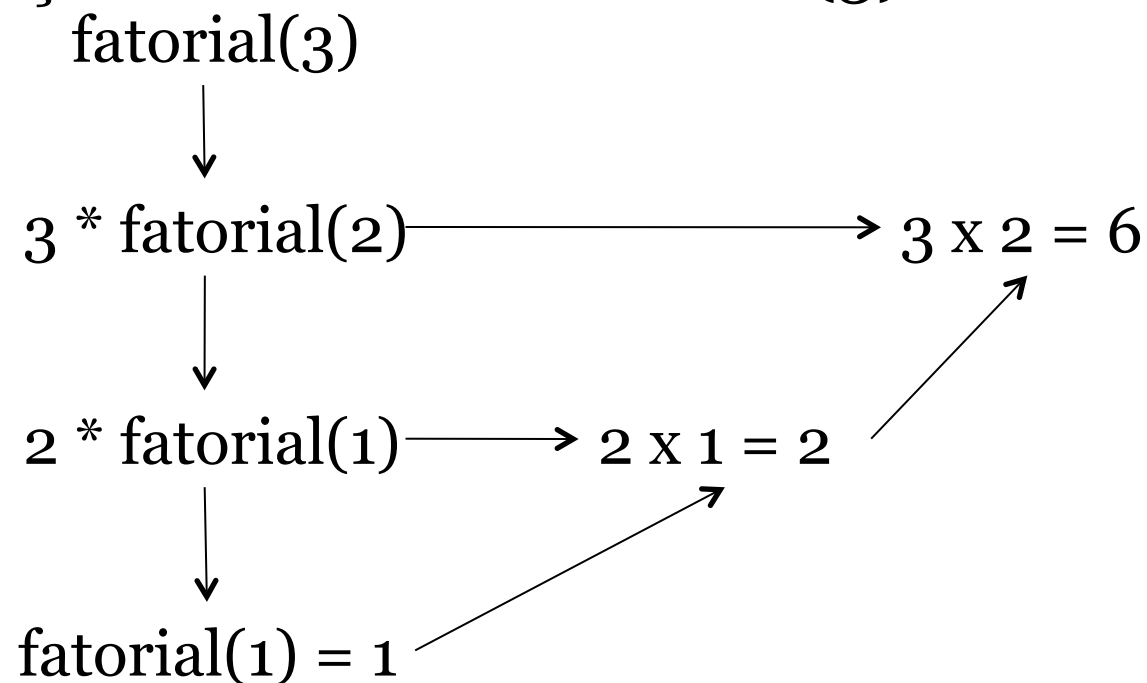 fatorial(3)
3 * fatorial(2) 3 x 2 = 6
2 * fatorial(1) 2 x 1 = 2
fatorial(1) = 1